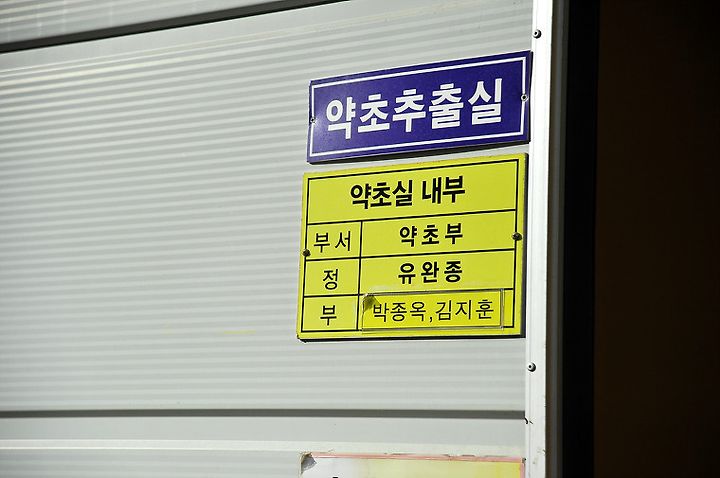 약초추출실
약초실 내부
부서 약초부
정 유완종
부 박종옥,김지훈